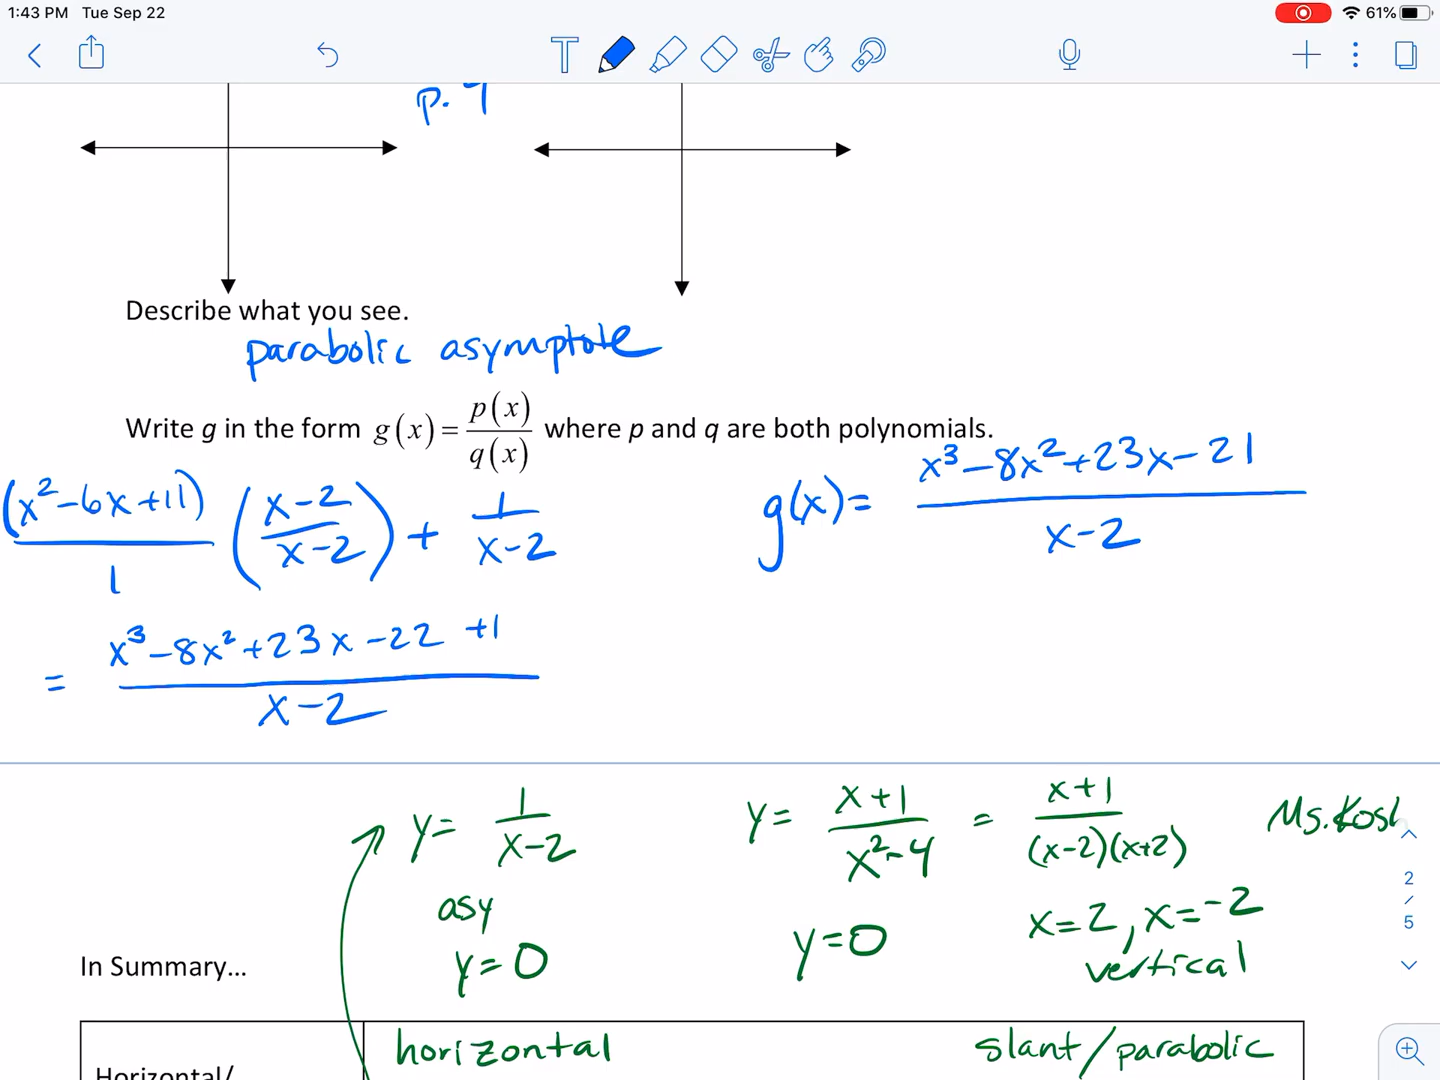 1:43 PM Tue Sep 22
61%
Describe what you see.
parabolic asymptote
Write g in the form g(x) = p(x)/q(x) where p and q are both polynomials.
(x²-6x+11)/1 ((x-2)/(x-2)) + 1/(x-2)
g(x) = (x³-8x²+23x-21)/(x-2)
= (x³-8x²+23x-22+1)/(x-2)
y = 1/(x-2)
y = (x+1)/(x²-4) = (x+1)/((x-2)(x+2))
asy
y=0
y=0
x=2, x=-2
vertical
2/5
In Summary...
horizontal
slant/parabolic
Horizontal/